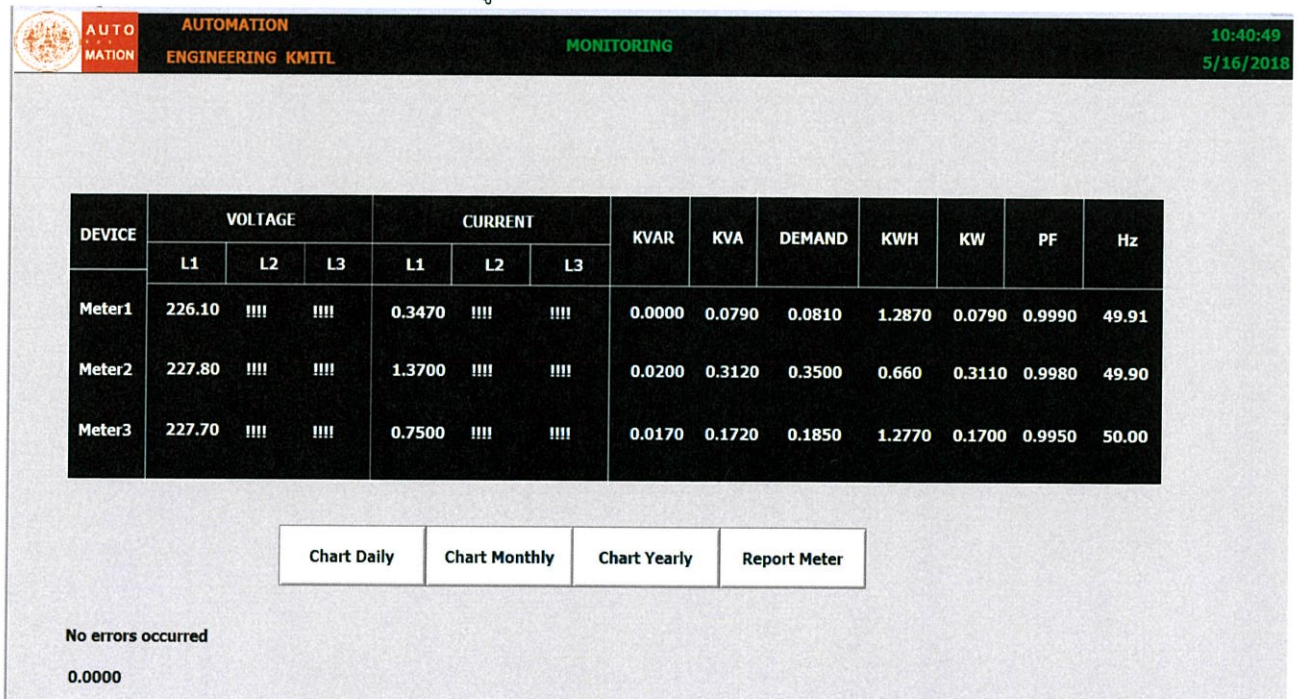 AUTO
MATION
AUTOMATION
ENGINEERING KMITL
MONITORING
10:40:49
5/16/2018
DEVICE VOLTAGE CURRENT KVAR KVA DEMAND KWH KW PF Hz
L1 L2 L3 L1 L2 L3
Meter1 226.10 !!!! !!!! 0.3470 !!!! !!!! 0.0000 0.0790 0.0810 1.2870 0.0790 0.9990 49.91
Meter2 227.80 !!!! !!!! 1.3700 !!!! !!!! 0.0200 0.3120 0.3500 0.660 0.3110 0.9980 49.90
Meter3 227.70 !!!! !!!! 0.7500 !!!! !!!! 0.0170 0.1720 0.1850 1.2770 0.1700 0.9950 50.00
Chart Daily Chart Monthly Chart Yearly Report Meter
No errors occurred
0.0000